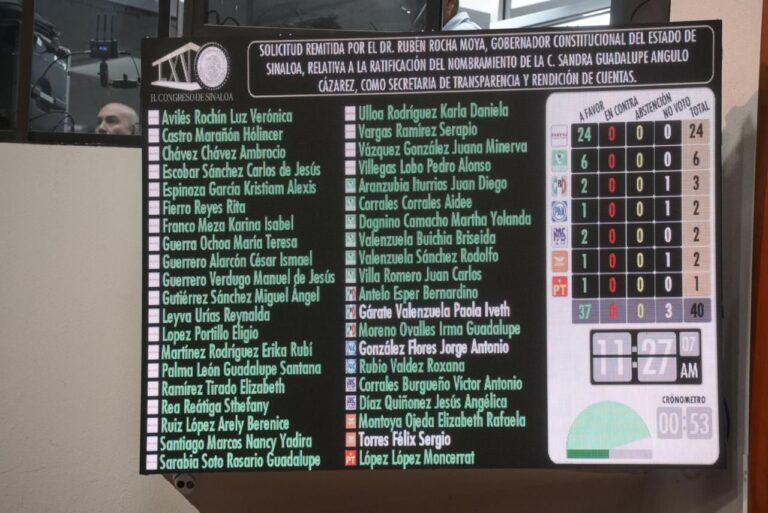 SOLICITUD REMITIDA POR EL DR. RUBÉN ROCHA MOYA, GOBERNADOR CONSTITUCIONAL DEL ESTADO DE
SINALOA, RELATIVA A LA RATIFICACIÓN DEL NOMBRAMIENTO DE LA C. SANDRA GUADALUPE ANGULO
CÁZAREZ, COMO SECRETARIA DE TRANSPARENCIA Y RENDICIÓN DE CUENTAS.
H. CONGRESO DE SINALOA
Avilés Rochín Luz Verónica
Castro Marañón Hólincer
Chávez Chávez Ambrocio
Escobar Sánchez Carlos de Jesús
Espinoza García Kristiam Alexis
Fierro Reyes Rita
Franco Meza Karina Isabel
Guerra Ochoa María Teresa
Guerrero Alarcón César Ismael
Guerrero Verdugo Manuel de Jesús
Gutiérrez Sánchez Miguel Ángel
Leyva Urías Reynalda
López Portillo Eligio
Martínez Rodríguez Erika Rubí
Palma León Guadalupe Santana
Ramírez Tirado Elizabeth
Rea Reátiga Sthefany
Ruiz López Arely Berenice
Santiago Marcos Nancy Yadira
Sarabia Soto Rosario Guadalupe
Ulloa Rodríguez Karla Daniela
Vargas Ramírez Serapio
Vázquez González Juana Minerva
Villegas Lobo Pedro Alonso
Aranzubia Iturrios Juan Diego
Corrales Corrales Aidee
Dagnino Camacho Martha Yolanda
Valenzuela Buichia Briseida
Valenzuela Sánchez Rodolfo
Villa Romero Juan Carlos
Antelo Esper Bernardino
Gárate Valenzuela Paola Iveth
Moreno Ovalles Irma Guadalupe
González Flores Jorge Antonio
Rubio Valdez Roxana
Corrales Burgueño Víctor Antonio
Díaz Quiñonez Jesús Angélica
Montoya Ojeda Elizabeth Rafaela
Torres Félix Sergio
López López Moncerrat
A FAVOR EN CONTRA ABSTENCIÓN NO VOTO TOTAL
24 0 0 0 24
6 0 0 0 6
PRI 2 0 0 1 3
PAN 1 0 0 1 2
PAS 2 0 0 0 2
1 0 0 1 2
PT 1 0 0 0 1
37 0 0 3 40
11:27 07 AM
CRÓNOMETRO
00:53